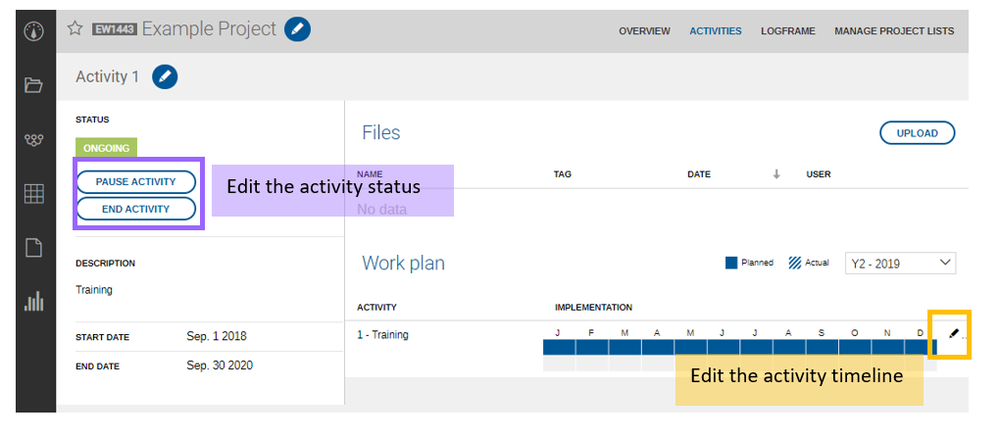 EW1443 Example Project
OVERVIEW ACTIVITIES LOGFRAME MANAGE PROJECT LISTS
Activity 1
STATUS
ONGOING
PAUSE ACTIVITY
END ACTIVITY
Edit the activity status
DESCRIPTION
Training
START DATE Sep. 1 2018
END DATE Sep. 30 2020
Files
UPLOAD
NAME TAG DATE USER
No data
Work plan
Planned Actual Y2 - 2019
ACTIVITY IMPLEMENTATION
J F M A M J J A S O N D
1 - Training
Edit the activity timeline